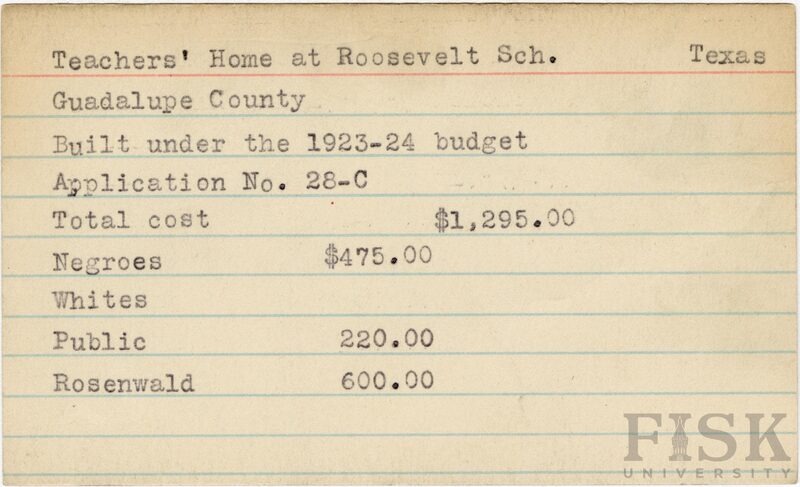 Teachers' Home at Roosevelt Sch. Texas
Guadalupe County
Built under the 1923-24 budget
Application No. 28-C
Total cost $1,295.00
Negroes $475.00
Whites
Public 220.00
Rosenwald 600.00
FISK
UNIVERSITY